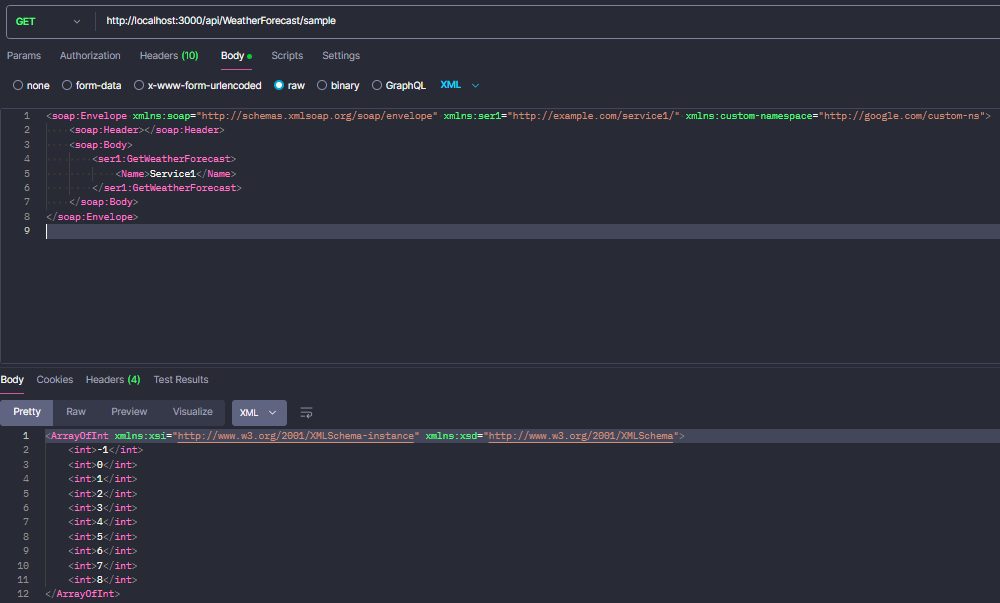 GET http://localhost:3000/api/WeatherForecast/sample
Params Authorization Headers (10) Body Scripts Settings
none form-data x-www-form-urlencoded raw binary GraphQL XML
1 <soap:Envelope xmlns:soap="http://schemas.xmlsoap.org/soap/envelope" xmlns:ser1="http://example.com/service1/" xmlns:custom-namespace="http://google.com/custom-ns">
2 <soap:Header></soap:Header>
3 <soap:Body>
4 <ser1:GetWeatherForecast>
5 <Name>Service1</Name>
6 </ser1:GetWeatherForecast>
7 </soap:Body>
8 </soap:Envelope>
9
Body Cookies Headers (4) Test Results
Pretty Raw Preview Visualize XML
1 <ArrayOfInt xmlns:xsi="http://www.w3.org/2001/XMLSchema-instance" xmlns:xsd="http://www.w3.org/2001/XMLSchema">
2 <int>-1</int>
3 <int>0</int>
4 <int>1</int>
5 <int>2</int>
6 <int>3</int>
7 <int>4</int>
8 <int>5</int>
9 <int>6</int>
10 <int>7</int>
11 <int>8</int>
12 </ArrayOfInt>